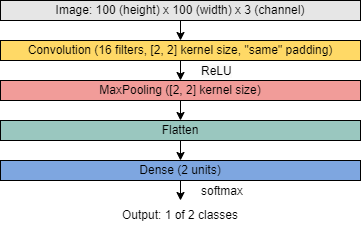 Image: 100 (height) x 100 (width) x 3 (channel)
Convolution (16 filters, [2, 2] kernel size, "same" padding)
ReLU
MaxPooling ([2, 2] kernel size)
Flatten
Dense (2 units)
softmax
Output: 1 of 2 classes